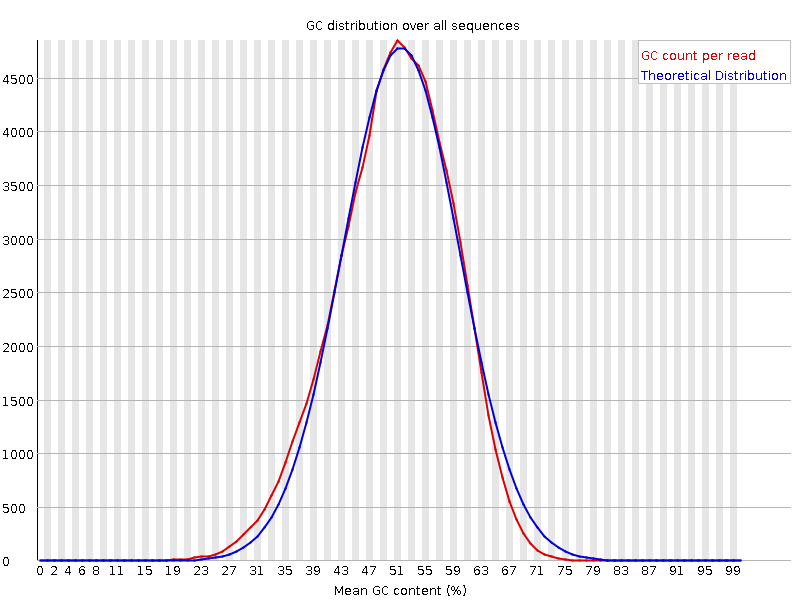 GC distribution over all sequences
GC count per read
Theoretical Distribution
4500
4000
3500
3000
2500
2000
1500
1000
500
0
0 2 4 6 8 11 15 19 23 27 31 35 39 43 47 51 55 59 63 67 71 75 79 83 87 91 95 99
Mean GC content (%)